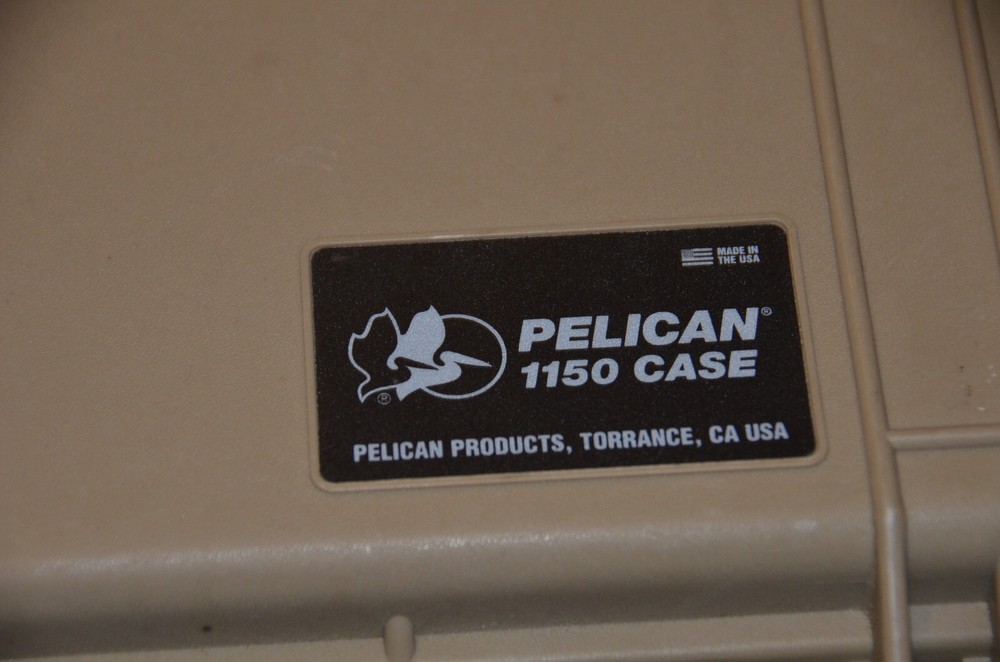 MADE IN
THE USA
PELICAN®
1150 CASE
®
PELICAN PRODUCTS, TORRANCE, CA USA